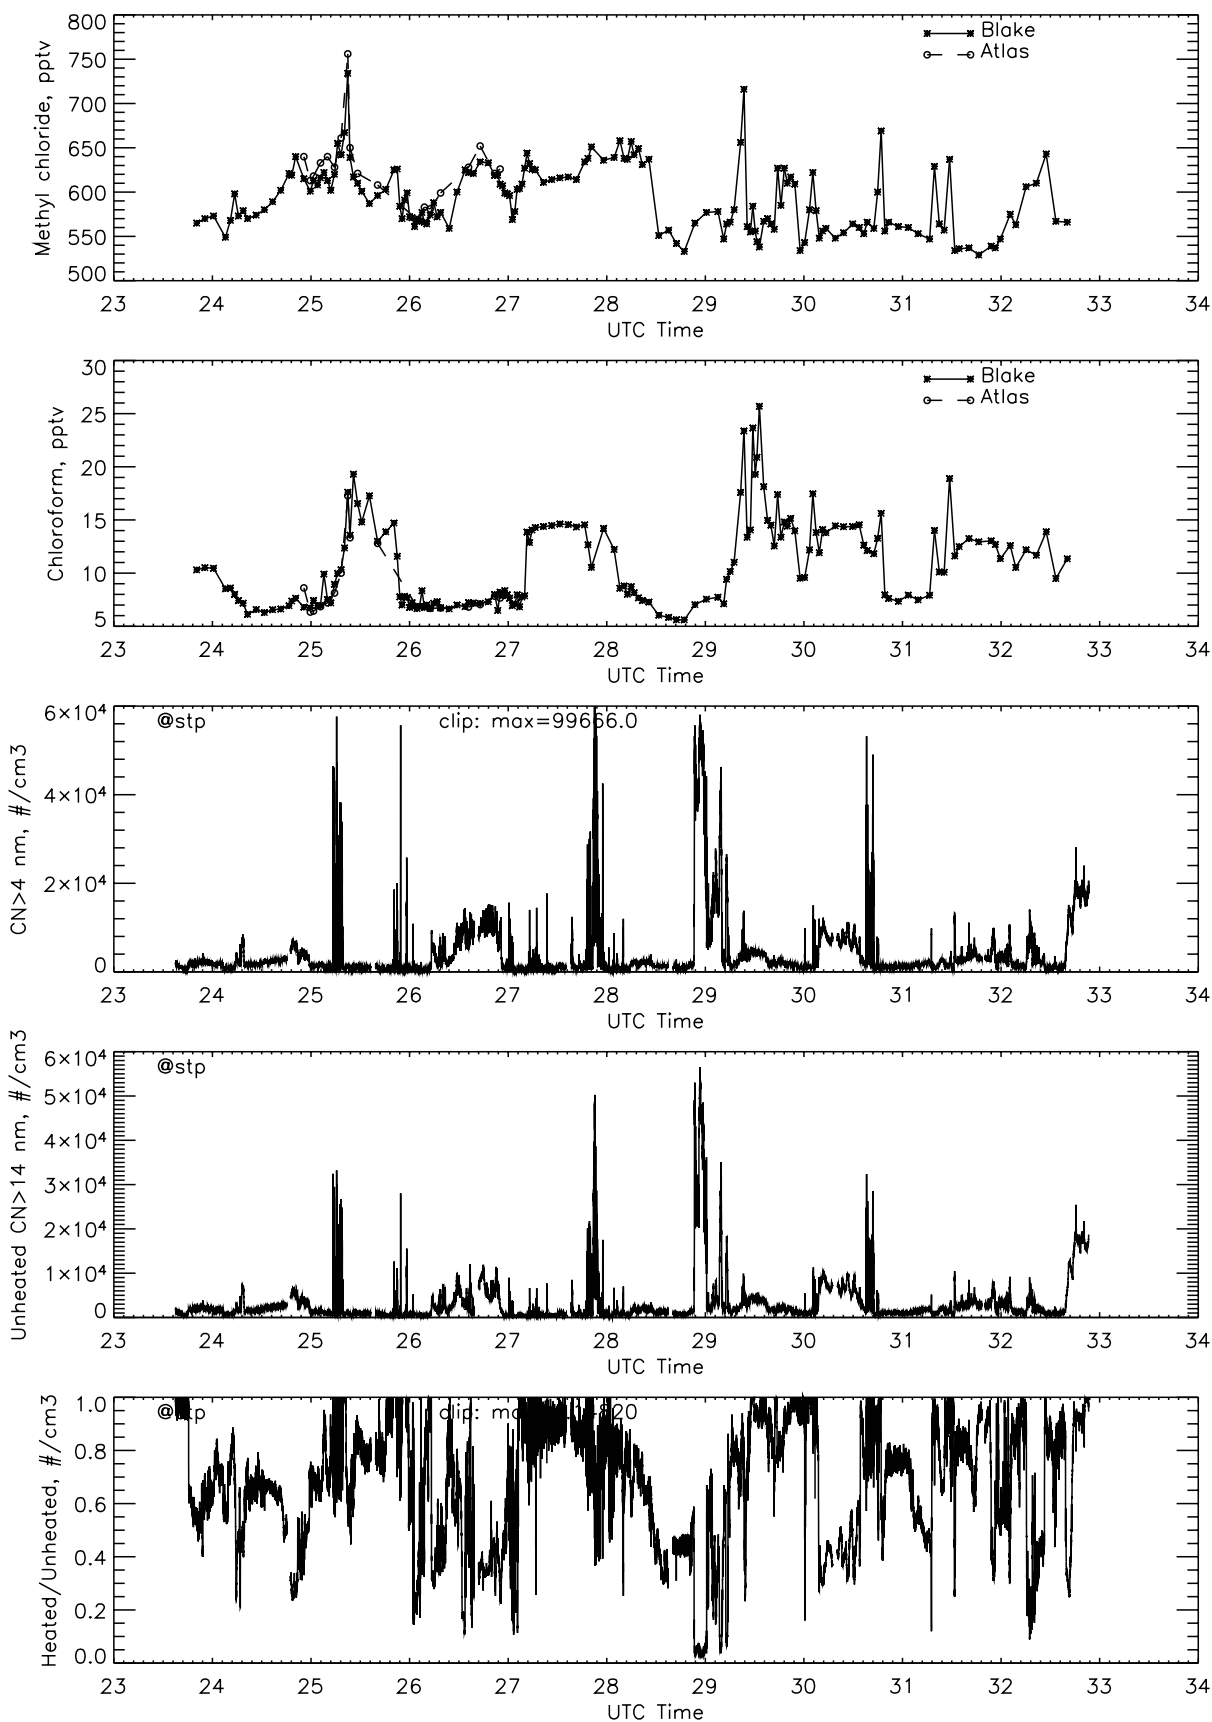 800
750
700
650
600
550
500
Methyl chloride, pptv
Blake
Atlas
23 24 25 26 27 28 29 30 31 32 33 34
UTC Time
30
25
20
15
10
5
Chloroform, pptv
Blake
Atlas
23 24 25 26 27 28 29 30 31 32 33 34
UTC Time
6×10⁴
4×10⁴
2×10⁴
0
CN>4 nm, #/cm3
@stp
clip: max=99666.0
23 24 25 26 27 28 29 30 31 32 33 34
UTC Time
6×10⁴
5×10⁴
4×10⁴
3×10⁴
2×10⁴
1×10⁴
0
Unheated CN>14 nm, #/cm3
@stp
23 24 25 26 27 28 29 30 31 32 33 34
UTC Time
1.0
0.8
0.6
0.4
0.2
0.0
Heated/Unheated, #/cm3
@stp
clip:
23 24 25 26 27 28 29 30 31 32 33 34
UTC Time